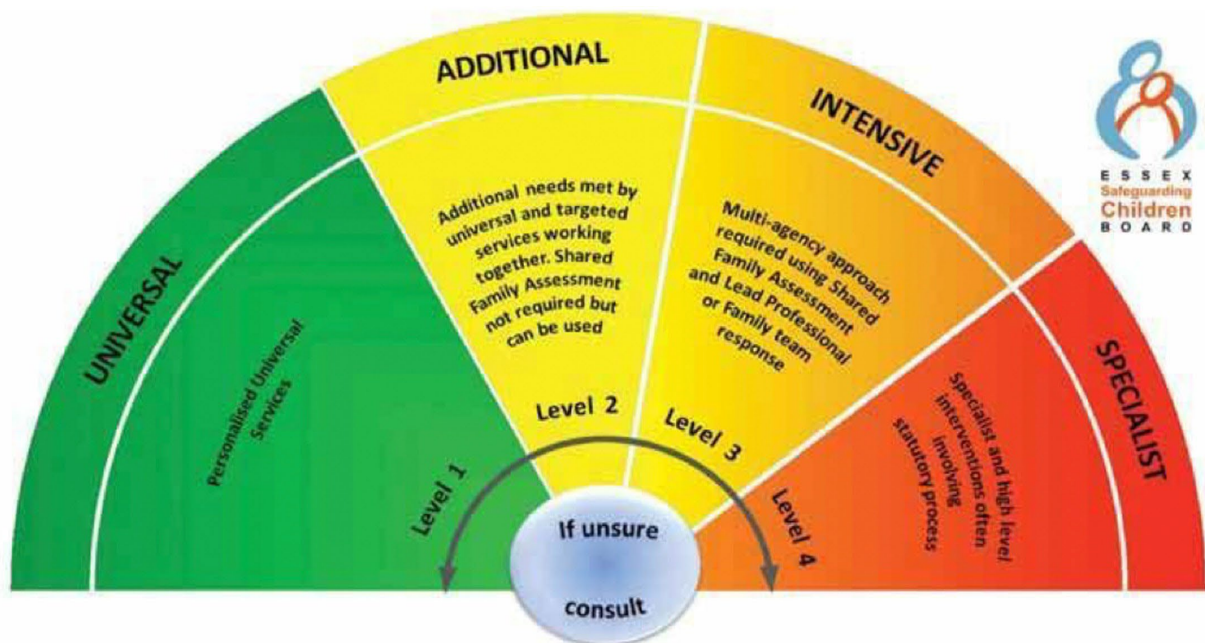 UNIVERSAL
Personalised Universal
Services
Level 1
ADDITIONAL
Additional needs met by
universal and targeted
services working
together. Shared
Family Assessment
not required but
can be used
Level 2
INTENSIVE
Multi-agency approach
required using Shared
Family Assessment
and Lead Professional
or Family team
response
Level 3
SPECIALIST
Specialist and high level
interventions often
involving
statutory process
Level 4
If unsure
consult
ESSEX
Safeguarding
Children
BOARD